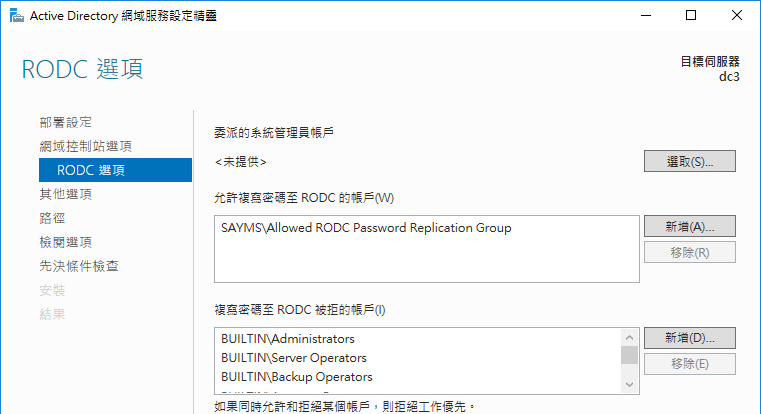 Active Directory 網域服務設定精靈
RODC 選項
目標伺服器
dc3
部署設定
網域控制站選項
RODC 選項
其他選項
路徑
檢閱選項
先決條件檢查
安裝
結果
委派的系統管理員帳戶
<未提供>
選取(S)...
允許複寫密碼至 RODC 的帳戶(W)
SAYMS\Allowed RODC Password Replication Group
新增(A)...
移除(R)
複寫密碼至 RODC 被拒的帳戶(I)
BUILTIN\Administrators
BUILTIN\Server Operators
BUILTIN\Backup Operators
新增(D)...
移除(E)
如果同時允許和拒絕某個帳戶，則拒絕工作優先。